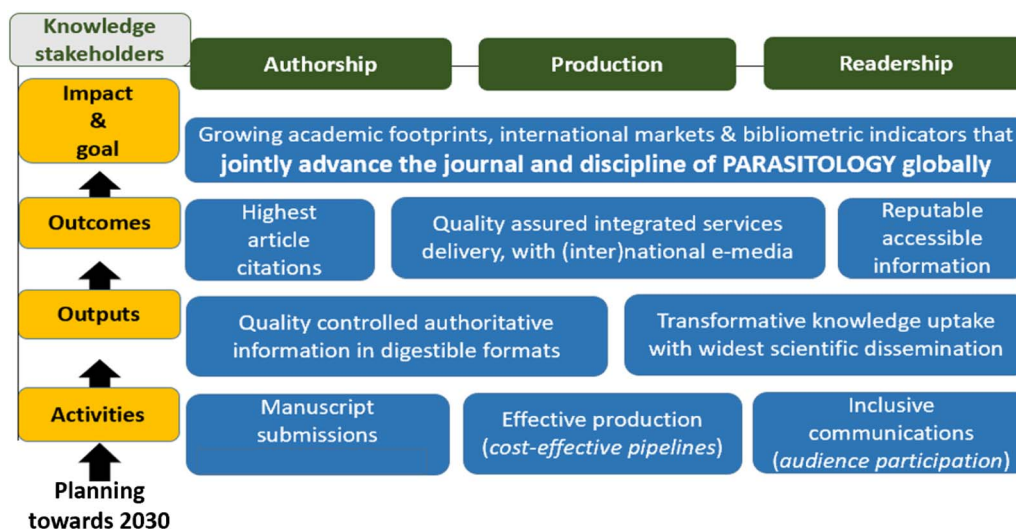 Knowledge
stakeholders
Authorship
Production
Readership
Impact
&
goal
Growing academic footprints, international markets & bibliometric indicators that
jointly advance the journal and discipline of PARASITOLOGY globally
Outcomes
Highest
article
citations
Quality assured integrated services
delivery, with (inter)national e-media
Reputable
accessible
information
Outputs
Quality controlled authoritative
information in digestible formats
Transformative knowledge uptake
with widest scientific dissemination
Activities
Manuscript
submissions
Effective production
(cost-effective pipelines)
Inclusive
communications
(audience participation)
Planning
towards 2030